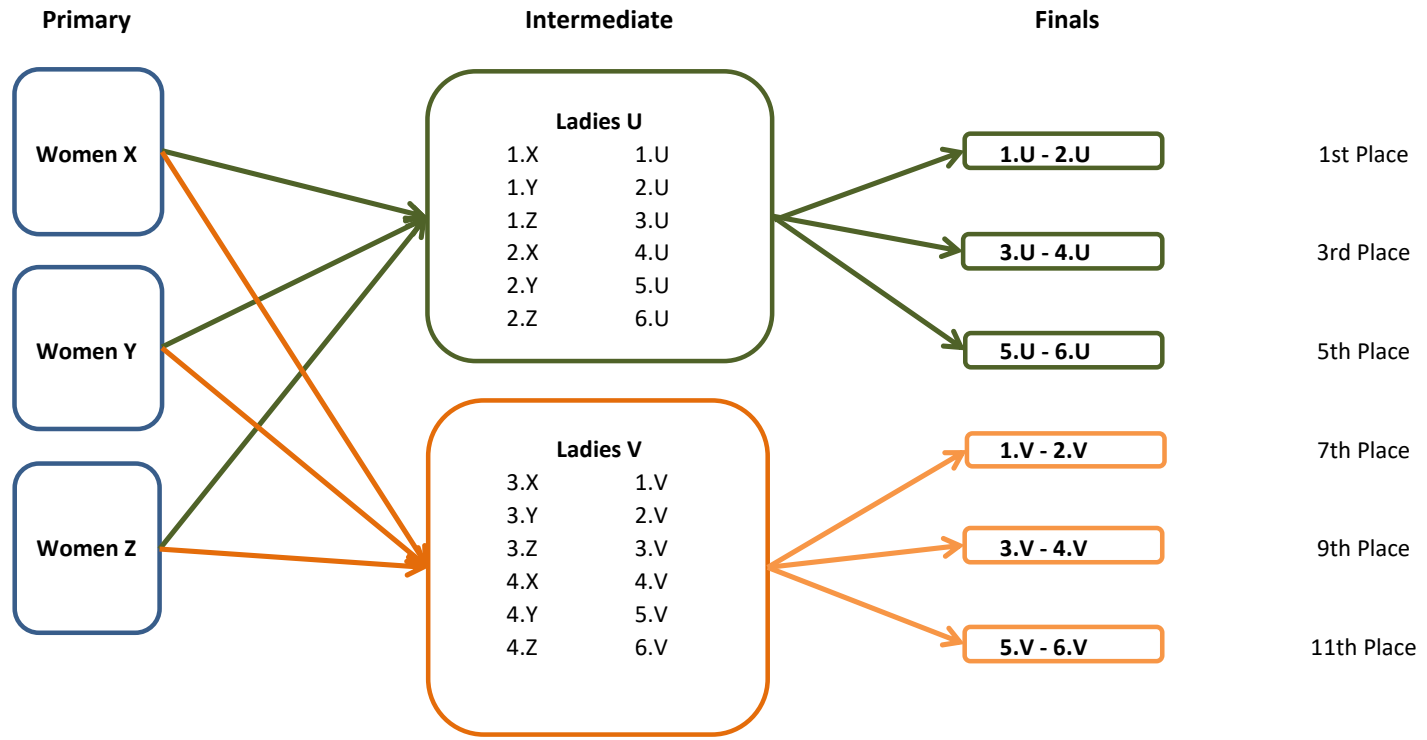 Primary Intermediate Finals
Women X
Women Y
Women Z
Ladies U
1.X 1.U
1.Y 2.U
1.Z 3.U
2.X 4.U
2.Y 5.U
2.Z 6.U
Ladies V
3.X 1.V
3.Y 2.V
3.Z 3.V
4.X 4.V
4.Y 5.V
4.Z 6.V
1.U - 2.U 1st Place
3.U - 4.U 3rd Place
5.U - 6.U 5th Place
1.V - 2.V 7th Place
3.V - 4.V 9th Place
5.V - 6.V 11th Place